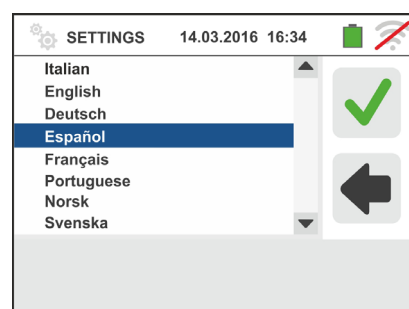 SETTINGS 14.03.2016 16:34
Italian
English
Deutsch
Español
Français
Portuguese
Norsk
Svenska